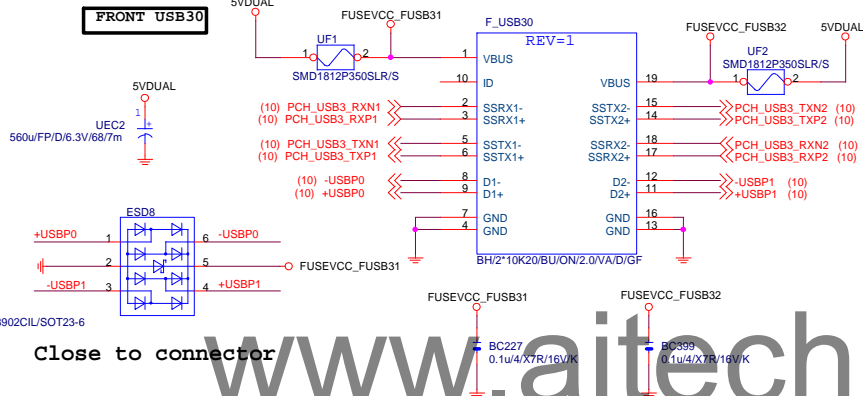 FRONT USB30
5VDUAL
FUSEVCC_FUSB31
UF1
1
2
SMD1812P350SLR/S
F_USB30
REV=1
FUSEVCC_FUSB32
5VDUAL
UF2
1
2
SMD1812P350SLR/S
5VDUAL
1
+
UEC2
560u/FP/D/6.3V/68/7m
1
VBUS
10
ID
VBUS
19
(10) PCH_USB3_RXN1
2
SSRX1-
SSTX2-
15
PCH_USB3_TXN2 (10)
(10) PCH_USB3_RXP1
3
SSRX1+
SSTX2+
14
PCH_USB3_TXP2 (10)
(10) PCH_USB3_TXN1
5
SSTX1-
SSRX2-
18
PCH_USB3_RXN2 (10)
(10) PCH_USB3_TXP1
6
SSTX1+
SSRX2+
17
PCH_USB3_RXP2 (10)
(10) -USBP0
8
D1-
D2-
12
-USBP1 (10)
(10) +USBP0
9
D1+
D2+
11
+USBP1 (10)
7
GND
GND
16
4
GND
GND
13
BH/2*10K20/BU/ON/2.0/VA/D/GF
ESD8
+USBP0
1
6
-USBP0
2
5
FUSEVCC_FUSB31
-USBP1
3
4
+USBP1
902CIL/SOT23-6
Close to connector
FUSEVCC_FUSB31
BC227
0.1u/4/X7R/16V/K
FUSEVCC_FUSB32
BC399
0.1u/4/X7R/16V/K
www.aitech